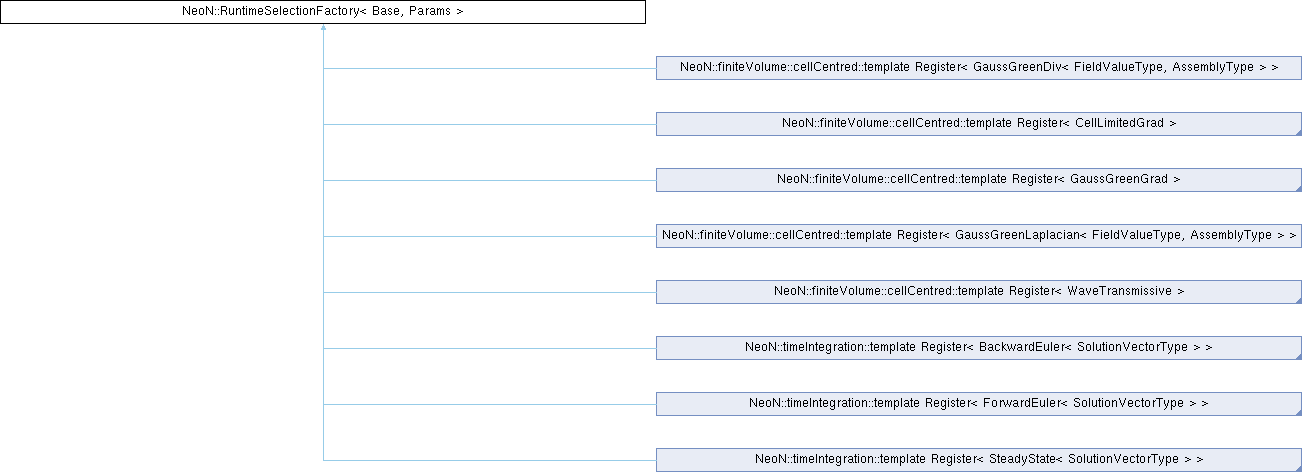 NeoN::RuntimeSelectionFactory< Base, Params >
NeoN::finiteVolume::cellCentred::template Register< GaussGreenDiv< FieldValueType, AssemblyType > >
NeoN::finiteVolume::cellCentred::template Register< CellLimitedGrad >
NeoN::finiteVolume::cellCentred::template Register< GaussGreenGrad >
NeoN::finiteVolume::cellCentred::template Register< GaussGreenLaplacian< FieldValueType, AssemblyType > >
NeoN::finiteVolume::cellCentred::template Register< WaveTransmissive >
NeoN::timeIntegration::template Register< BackwardEuler< SolutionVectorType > >
NeoN::timeIntegration::template Register< ForwardEuler< SolutionVectorType > >
NeoN::timeIntegration::template Register< SteadyState< SolutionVectorType > >